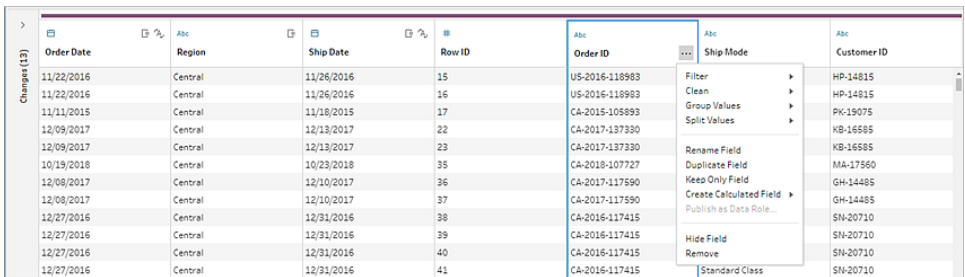 Changes (13)
Abc Abc Abc Abc
Order Date Region Ship Date Row ID Order ID ... Ship Mode Customer ID
11/22/2016 Central 11/26/2016 15 US-2016-118983 Filter HP-14815
11/22/2016 Central 11/26/2016 16 US-2016-118983 Clean HP-14815
11/11/2015 Central 11/18/2015 17 CA-2015-105893 Group Values PK-19075
12/09/2017 Central 12/13/2017 22 CA-2017-137330 Split Values KB-16585
12/09/2017 Central 12/13/2017 23 CA-2017-137330 Rename Field KB-16585
10/19/2018 Central 10/23/2018 35 CA-2018-107727 Duplicate Field MA-17560
12/08/2017 Central 12/10/2017 36 CA-2017-117590 Keep Only Field GH-14485
12/08/2017 Central 12/10/2017 37 CA-2017-117590 Create Calculated Field GH-14485
Publish as Data Role...
12/27/2016 Central 12/31/2016 38 CA-2016-117415 SN-20710
12/27/2016 Central 12/31/2016 39 CA-2016-117415 Hide Field SN-20710
12/27/2016 Central 12/31/2016 40 CA-2016-117415 Remove SN-20710
12/27/2016 Central 12/31/2016 41 CA-2016-117415 Standard Class SN-20710